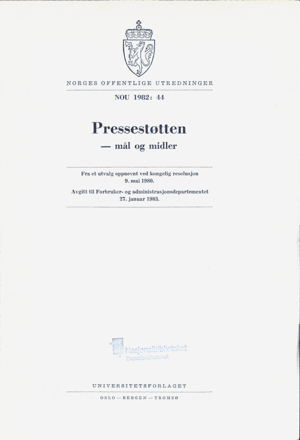 NORGES OFFENTLIGE UTREDNINGER
NOU 1982: 44
Pressestøtten
— mål og midler
Fra et utvalg oppnevnt ved kongelig resolusjon
9. mai 1980.
Avgitt til Forbruker- og administrasjonsdepartementet
27. januar 1983.
Nasjonalbiblioteket
UNIVERSITETSFORLAGET
OSLO — BERGEN — TROMSØ